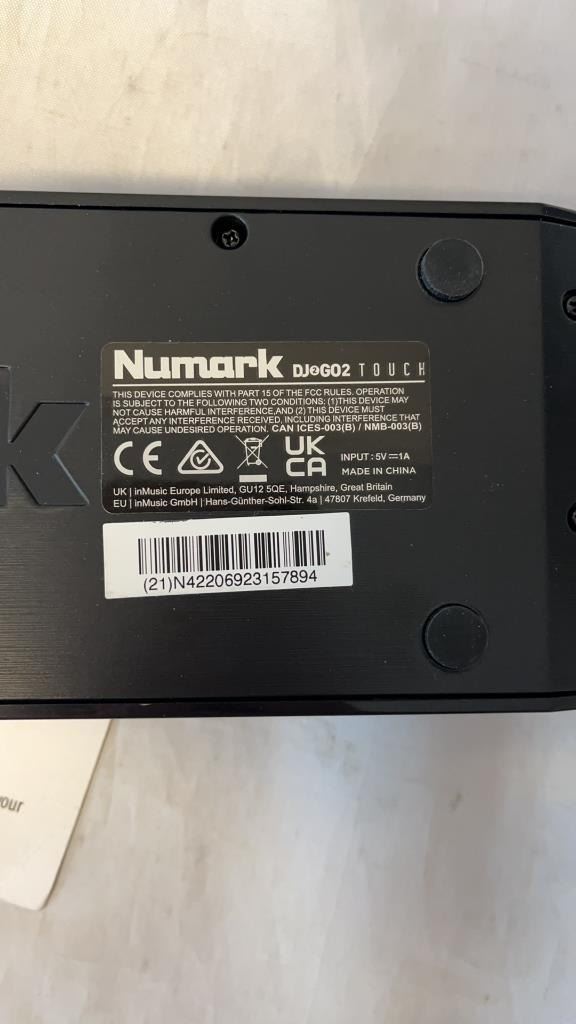 Numark DJ2GO2 TOUCH
THIS DEVICE COMPLIES WITH PART 15 OF THE FCC RULES. OPERATION
IS SUBJECT TO THE FOLLOWING TWO CONDITIONS: (1)THIS DEVICE MAY
NOT CAUSE HARMFUL INTERFERENCE,AND (2) THIS DEVICE MUST
ACCEPT ANY INTERFERENCE RECEIVED, INCLUDING INTERFERENCE THAT
MAY CAUSE UNDESIRED OPERATION. CAN ICES-003(B) / NMB-003(B)
CE UK CA
INPUT : 5V⎓1A
MADE IN CHINA
UK | inMusic Europe Limited, GU12 5QE, Hampshire, Great Britain
EU | inMusic GmbH | Hans-Günther-Sohl-Str. 4a | 47807 Krefeld, Germany
(21)N42206923157894
k